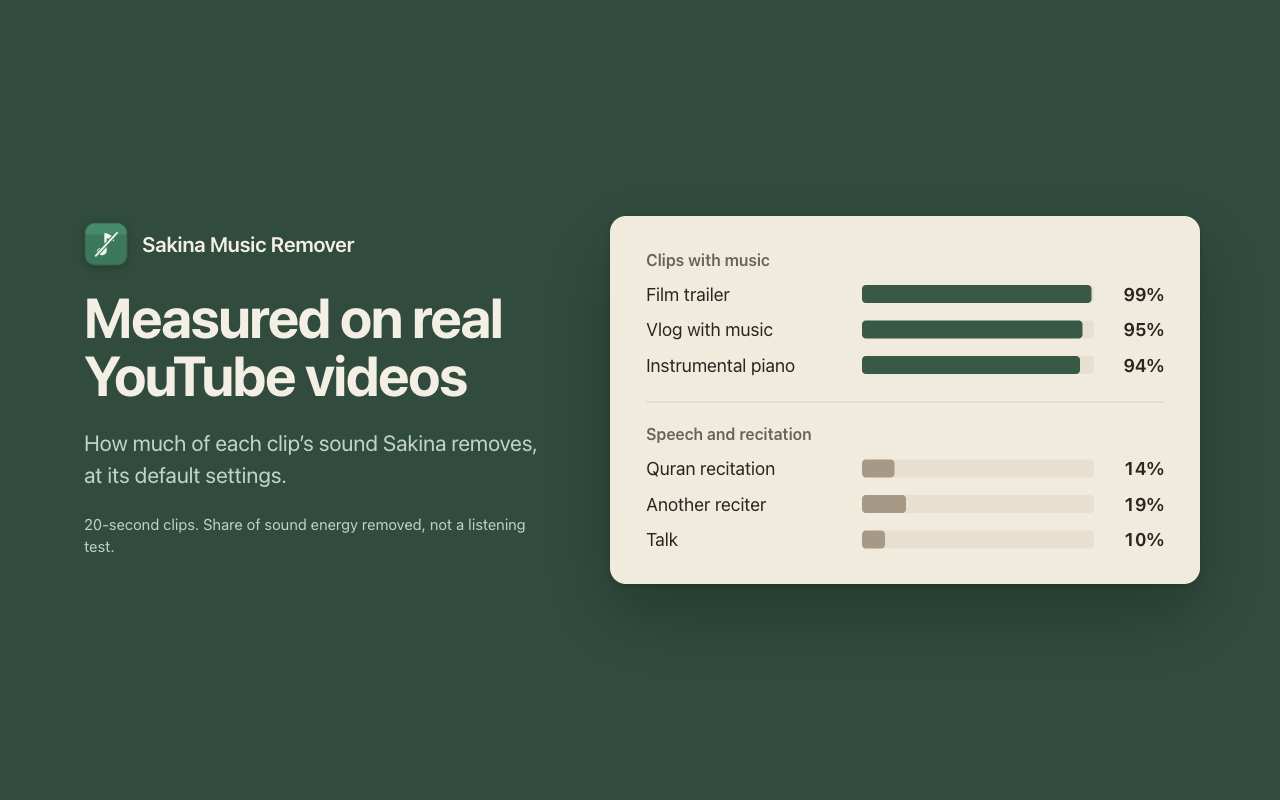 Sakina Music Remover
Measured on real
YouTube videos
How much of each clip’s sound Sakina removes,
at its default settings.
20-second clips. Share of sound energy removed, not a listening
test.
Clips with music
Film trailer 99%
Vlog with music 95%
Instrumental piano 94%
Speech and recitation
Quran recitation 14%
Another reciter 19%
Talk 10%